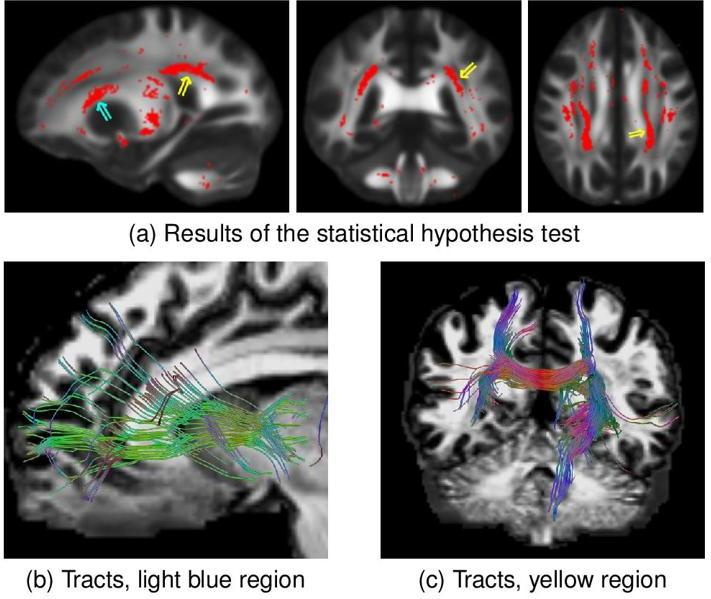 (a) Results of the statistical hypothesis test
(b) Tracts, light blue region
(c) Tracts, yellow region